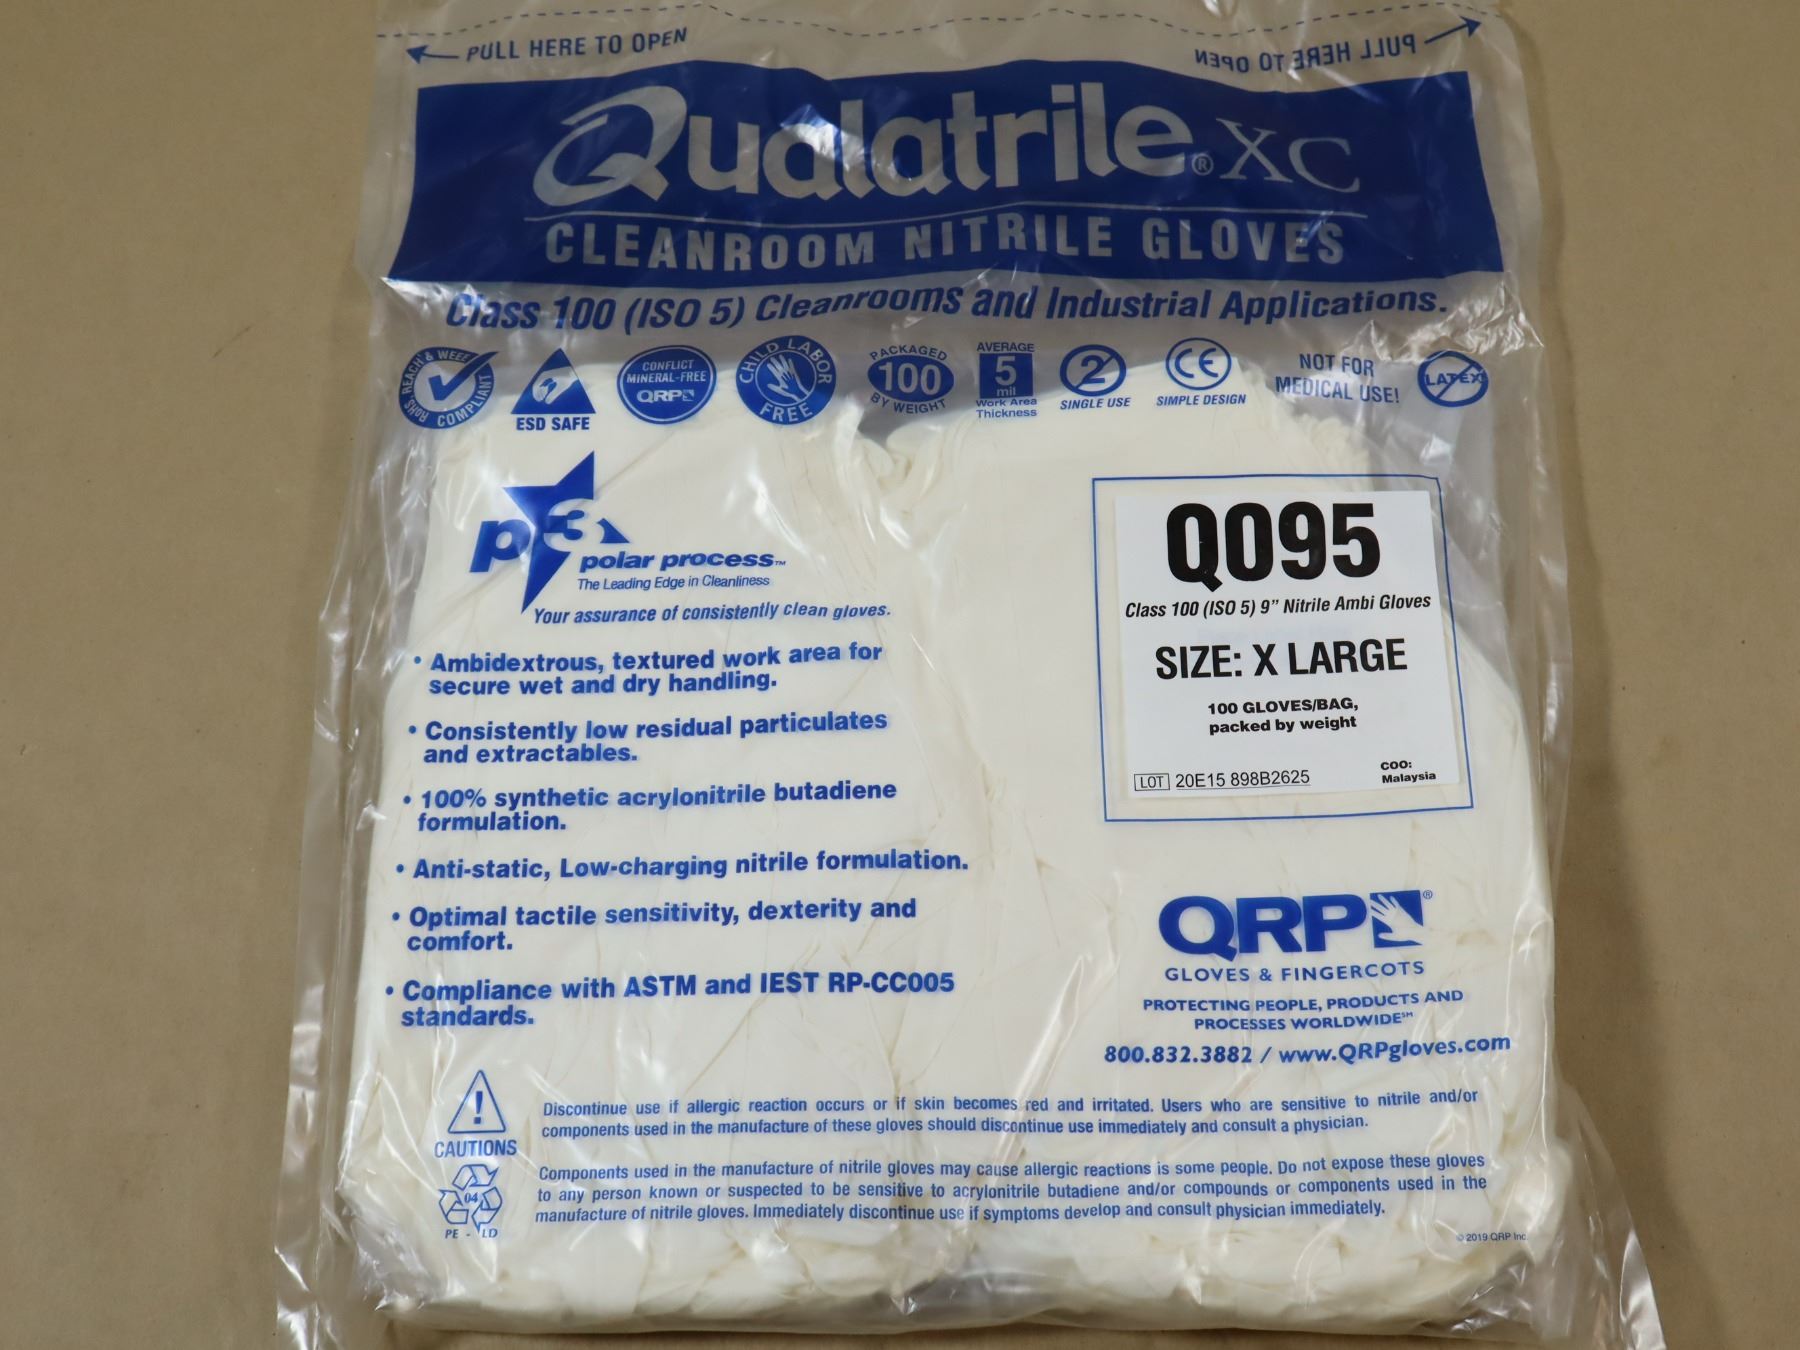 PULL HERE TO OPEN
PULL HERE TO OPEN
Qualatrile® XC
CLEANROOM NITRILE GLOVES
Class 100 (ISO 5) Cleanrooms and Industrial Applications.
ROHS, REACH & WEEE COMPLIANT
ESD SAFE
CONFLICT
MINERAL-FREE
QRP
CHILD LABOR
FREE
PACKAGED
100
BY WEIGHT
AVERAGE
5
mil
Work Area
Thickness
2
SINGLE USE
CE
SIMPLE DESIGN
NOT FOR
MEDICAL USE!
LATEX
p3
polar process™
The Leading Edge in Cleanliness
Your assurance of consistently clean gloves.
• Ambidextrous, textured work area for
secure wet and dry handling.
• Consistently low residual particulates
and extractables.
• 100% synthetic acrylonitrile butadiene
formulation.
• Anti-static, Low-charging nitrile formulation.
• Optimal tactile sensitivity, dexterity and
comfort.
• Compliance with ASTM and IEST RP-CC005
standards.
Q095
Class 100 (ISO 5) 9" Nitrile Ambi Gloves
SIZE: X LARGE
100 GLOVES/BAG,
packed by weight
LOT 20E15 898B2625
COO:
Malaysia
QRP®
GLOVES & FINGERCOTS
PROTECTING PEOPLE, PRODUCTS AND
PROCESSES WORLDWIDE℠
800.832.3882 / www.QRPgloves.com
CAUTIONS
Discontinue use if allergic reaction occurs or if skin becomes red and irritated. Users who are sensitive to nitrile and/or
components used in the manufacture of these gloves should discontinue use immediately and consult a physician.
Components used in the manufacture of nitrile gloves may cause allergic reactions is some people. Do not expose these gloves
to any person known or suspected to be sensitive to acrylonitrile butadiene and/or compounds or components used in the
manufacture of nitrile gloves. Immediately discontinue use if symptoms develop and consult physician immediately.
04
PE - LD
© 2019 QRP Inc.